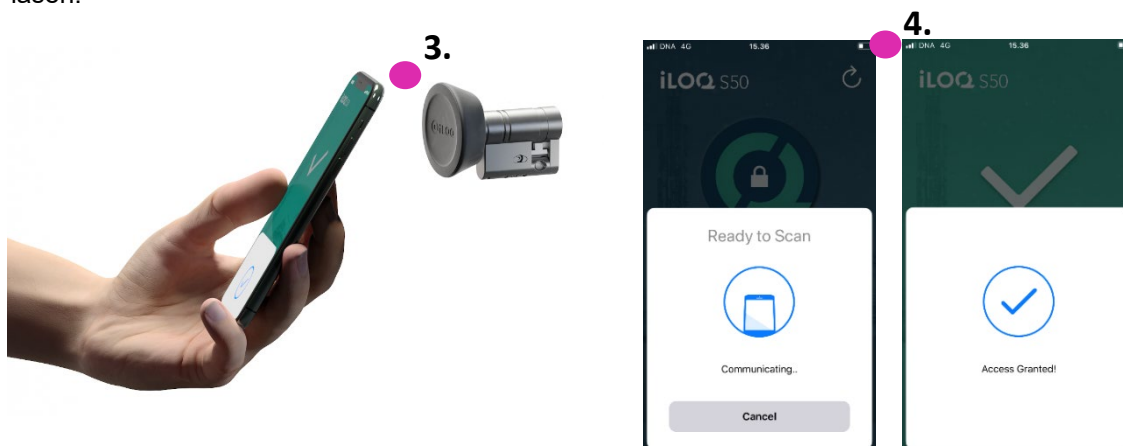 3.
iLOQ
4.
DNA 4G 15.36
iLOQ S50
Ready to Scan
Communicating..
Cancel
DNA 4G 15.36
iLOQ S50
Access Granted!